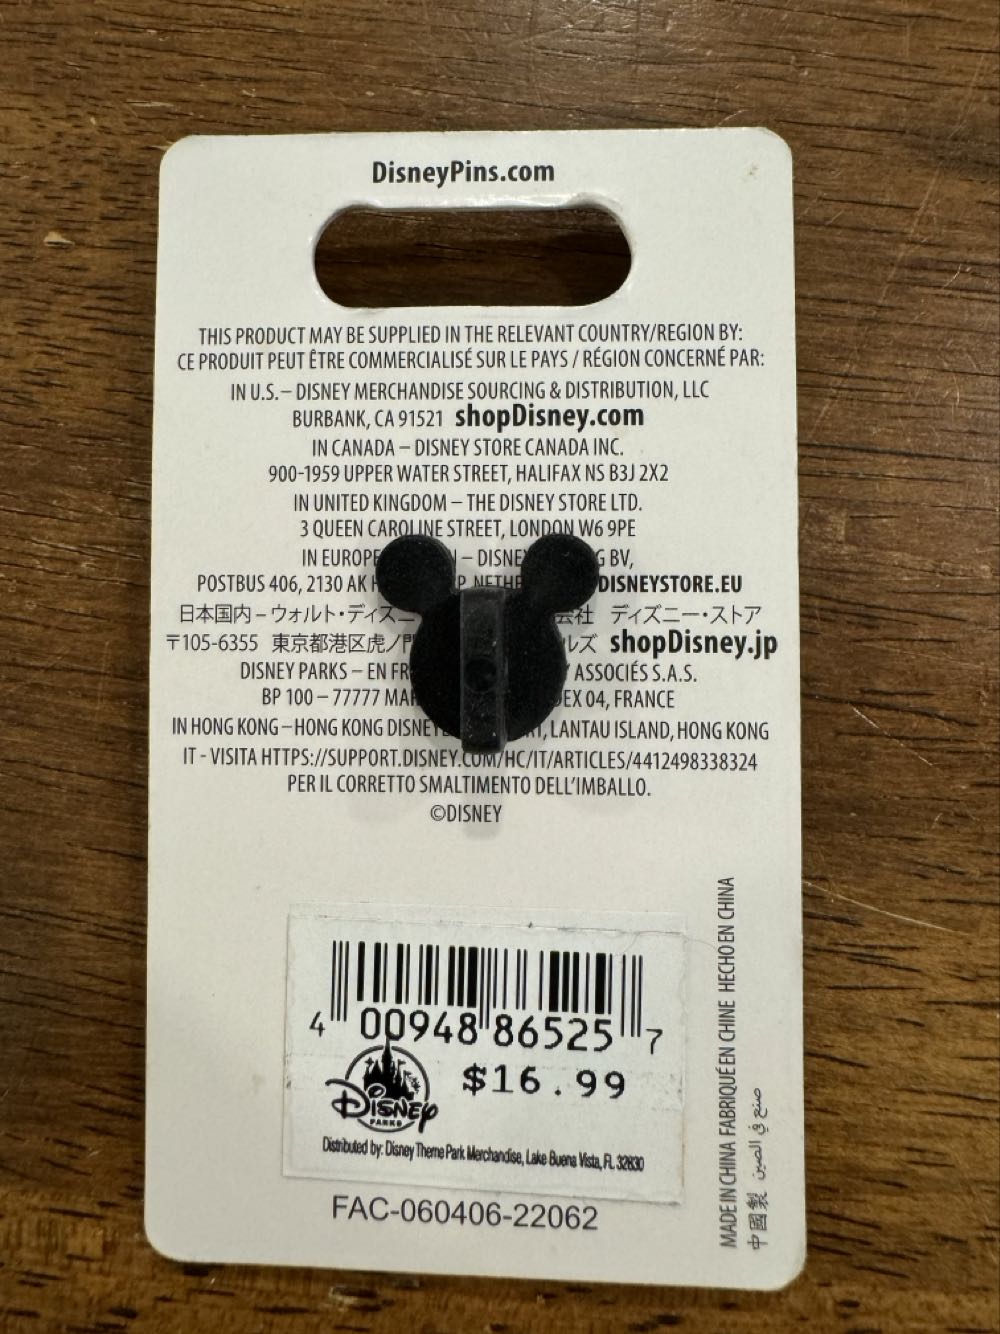 DisneyPins.com
THIS PRODUCT MAY BE SUPPLIED IN THE RELEVANT COUNTRY/REGION BY:
CE PRODUIT PEUT ÊTRE COMMERCIALISÉ SUR LE PAYS / RÉGION CONCERNÉ PAR:
IN U.S. – DISNEY MERCHANDISE SOURCING & DISTRIBUTION, LLC
BURBANK, CA 91521 shopDisney.com
IN CANADA – DISNEY STORE CANADA INC.
900-1959 UPPER WATER STREET, HALIFAX NS B3J 2X2
IN UNITED KINGDOM – THE DISNEY STORE LTD.
3 QUEEN CAROLINE STREET, LONDON W6 9PE
IN EUROPE – BV,
POSTBUS 406, 2130 AK DISNEYSTORE.EU
日本国内 – ウォルト・ディズ 会社 ディズニー・ストア
〒105-6355 東京都港区虎ノ門 ルズ shopDisney.jp
DISNEY PARKS – EN ASSOCIÉS S.A.S.
BP 100 – 77777 04, FRANCE
IN HONG KONG – HONG KONG LANTAU ISLAND, HONG KONG
IT - VISITA HTTPS://SUPPORT.DISNEY.COM/HC/IT/ARTICLES/4412498338324
PER IL CORRETTO SMALTIMENTO DELL'IMBALLO.
©DISNEY
4 00948 86525 7
$16.99
DISNEY
PARKS
Distributed by: Disney Theme Park Merchandise, Lake Buena Vista, FL 32830
FAC-060406-22062
MADE IN CHINA FABRIQUÉ EN CHINE HECHO EN CHINA
中國製 صنع في الصين